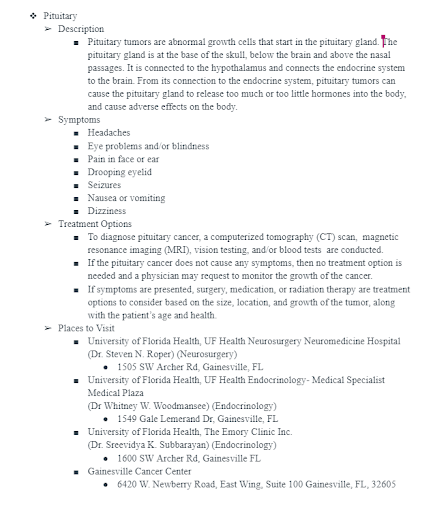 ❖ Pituitary
➢ Description
■ Pituitary tumors are abnormal growth cells that start in the pituitary gland. The
pituitary gland is at the base of the skull, below the brain and above the nasal
passages. It is connected to the hypothalamus and connects the endocrine system
to the brain. From its connection to the endocrine system, pituitary tumors can
cause the pituitary gland to release too much or too little hormones into the body,
and cause adverse effects on the body.
➢ Symptoms
■ Headaches
■ Eye problems and/or blindness
■ Pain in face or ear
■ Drooping eyelid
■ Seizures
■ Nausea or vomiting
■ Dizziness
➢ Treatment Options
■ To diagnose pituitary cancer, a computerized tomography (CT) scan, magnetic
resonance imaging (MRI), vision testing, and/or blood tests are conducted.
■ If the pituitary cancer does not cause any symptoms, then no treatment option is
needed and a physician may request to monitor the growth of the cancer.
■ If symptoms are presented, surgery, medication, or radiation therapy are treatment
options to consider based on the size, location, and growth of the tumor, along
with the patient's age and health.
➢ Places to Visit
■ University of Florida Health, UF Health Neurosurgery Neuromedicine Hospital
(Dr. Steven N. Roper) (Neurosurgery)
● 1505 SW Archer Rd, Gainesville, FL
■ University of Florida Health, UF Health Endocrinology- Medical Specialist
Medical Plaza
(Dr Whitney W. Woodmansee) (Endocrinology)
● 1549 Gale Lemerand Dr, Gainesville, FL
■ University of Florida Health, The Emory Clinic Inc.
(Dr. Sreevidya K. Subbarayan) (Endocrinology)
● 1600 SW Archer Rd, Gainesville FL
■ Gainesville Cancer Center
● 6420 W. Newberry Road, East Wing, Suite 100 Gainesville, FL, 32605